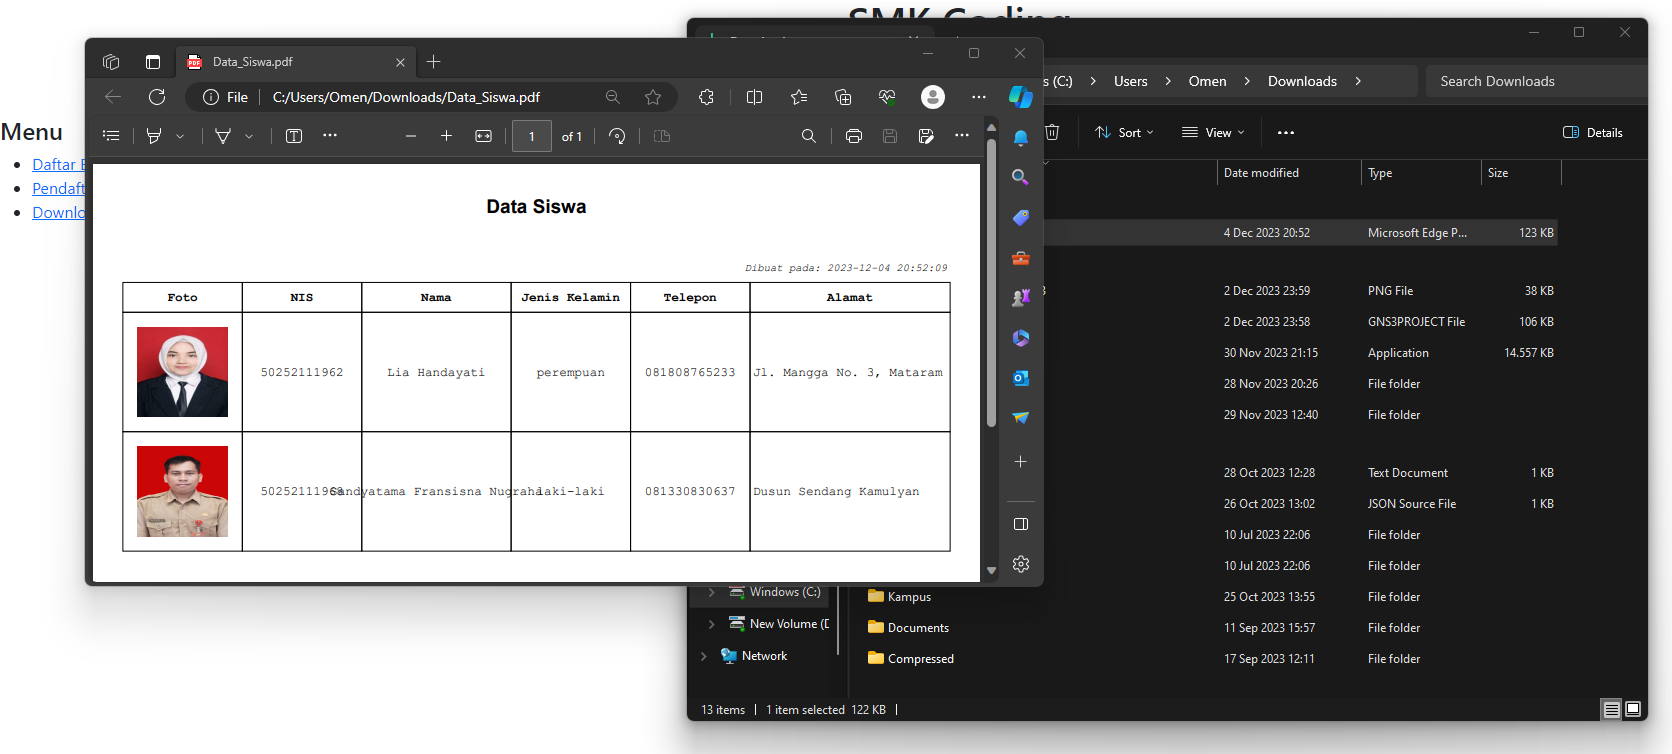 SMK Coding
Menu
Daftar
Pendaft
Downlo
Data_Siswa.pdf
File
C:/Users/Omen/Downloads/Data_Siswa.pdf
1
of 1
Data Siswa
Dibuat pada: 2023-12-04 20:52:09
Foto NIS Nama Jenis Kelamin Telepon Alamat
50252111962 Lia Handayati perempuan 081808765233 Jl. Mangga No. 3, Mataram
Fransisna laki-laki 081330830637 Dusun Sendang Kamulyan
s (C:) Users Omen Downloads
Search Downloads
Sort View Details
Date modified Type Size
4 Dec 2023 20:52 Microsoft Edge P... 123 KB
2 Dec 2023 23:59 PNG File 38 KB
2 Dec 2023 23:58 GNS3PROJECT File 106 KB
30 Nov 2023 21:15 Application 14.557 KB
28 Nov 2023 20:26 File folder
29 Nov 2023 12:40 File folder
28 Oct 2023 12:28 Text Document 1 KB
26 Oct 2023 13:02 JSON Source File 1 KB
10 Jul 2023 22:06 File folder
10 Jul 2023 22:06 File folder
Windows (C:)
Kampus 25 Oct 2023 13:55 File folder
New Volume (D
Documents 11 Sep 2023 15:57 File folder
Network
Compressed 17 Sep 2023 12:11 File folder
13 items 1 item selected 122 KB